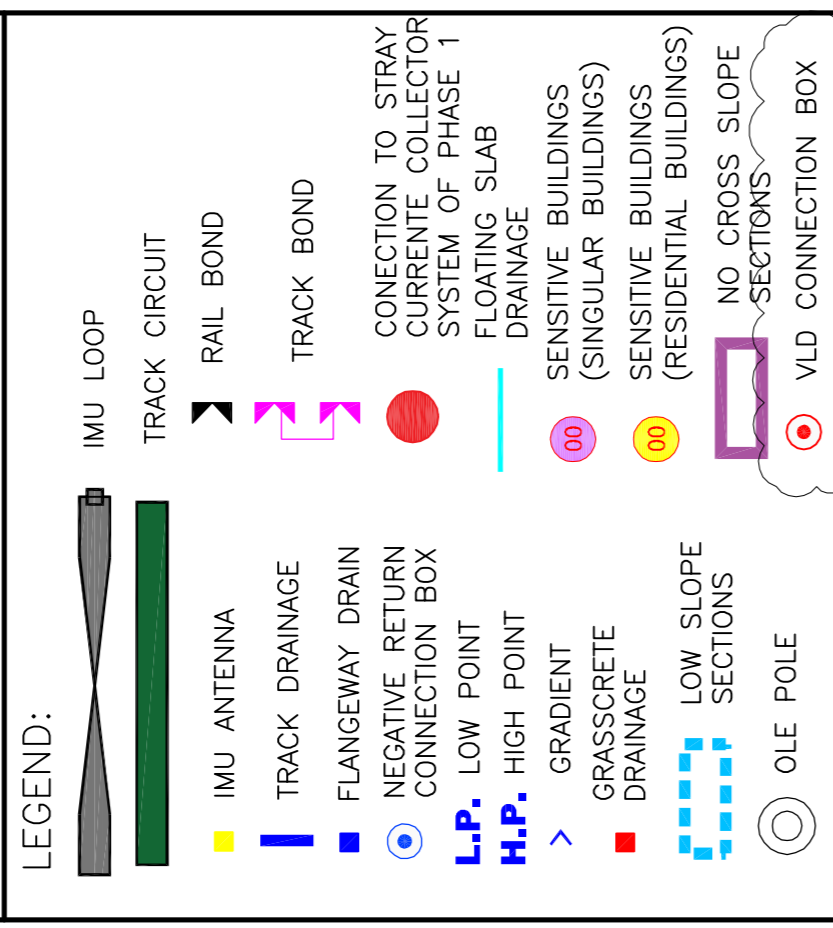 LEGEND:
IMU LOOP
TRACK CIRCUIT
IMU ANTENNA
TRACK DRAINAGE
FLANGEWAY DRAIN
NEGATIVE RETURN
CONNECTION BOX
L.P. LOW POINT
H.P. HIGH POINT
GRADIENT
GRASSCRETE
DRAINAGE
LOW SLOPE
SECTIONS
OLE POLE
RAIL BOND
TRACK BOND
CONECTION TO STRAY
CURRENTE COLLECTOR
SYSTEM OF PHASE 1
FLOATING SLAB
DRAINAGE
00 SENSITIVE BUILDINGS
(SINGULAR BUILDINGS)
00 SENSITIVE BUILDINGS
(RESIDENTIAL BUILDINGS)
NO CROSS SLOPE
SECTIONS
VLD CONNECTION BOX